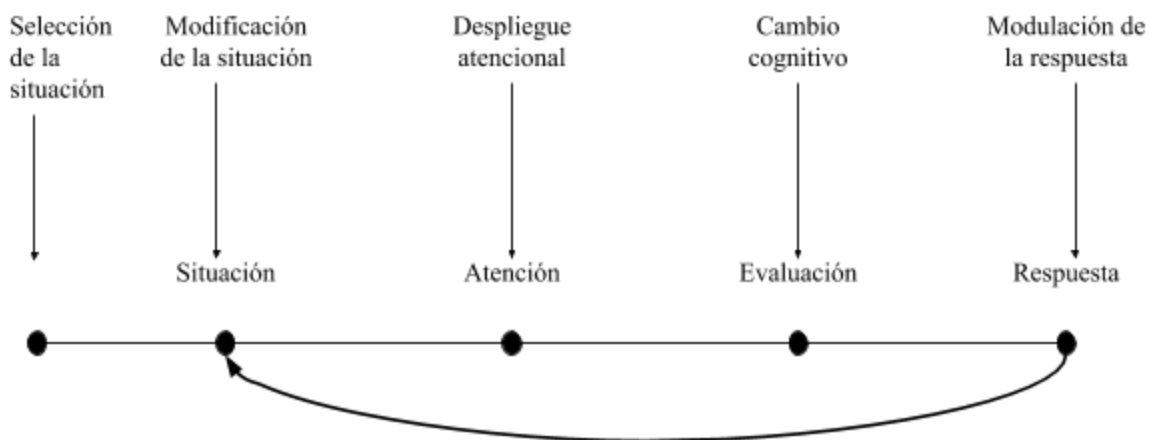 Selección
de la
situación
Modificación
de la situación
Despliegue
atencional
Cambio
cognitivo
Modulación de
la respuesta
Situación
Atención
Evaluación
Respuesta